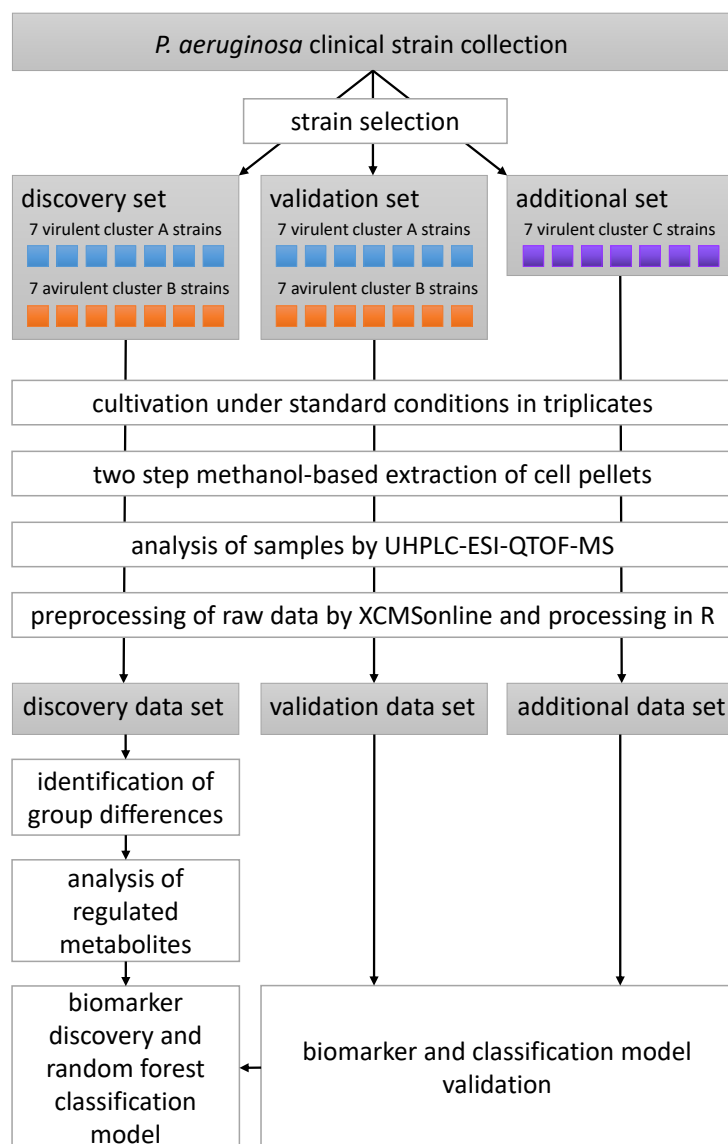 P. aeruginosa clinical strain collection
strain selection
discovery set
7 virulent cluster A strains
7 avirulent cluster B strains
validation set
7 virulent cluster A strains
7 avirulent cluster B strains
additional set
7 virulent cluster C strains
cultivation under standard conditions in triplicates
two step methanol-based extraction of cell pellets
analysis of samples by UHPLC-ESI-QTOF-MS
preprocessing of raw data by XCMSonline and processing in R
discovery data set
validation data set
additional data set
identification of
group differences
analysis of
regulated
metabolites
biomarker
discovery and
random forest
classification
model
biomarker and classification model
validation